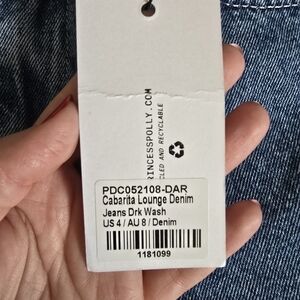 PRINCESSPOLLY.COM
CLED AND RECYCLABLE
PDC052108-DAR
Cabarita Lounge Denim
Jeans Drk Wash
US 4 / AU 8 / Denim
1181099